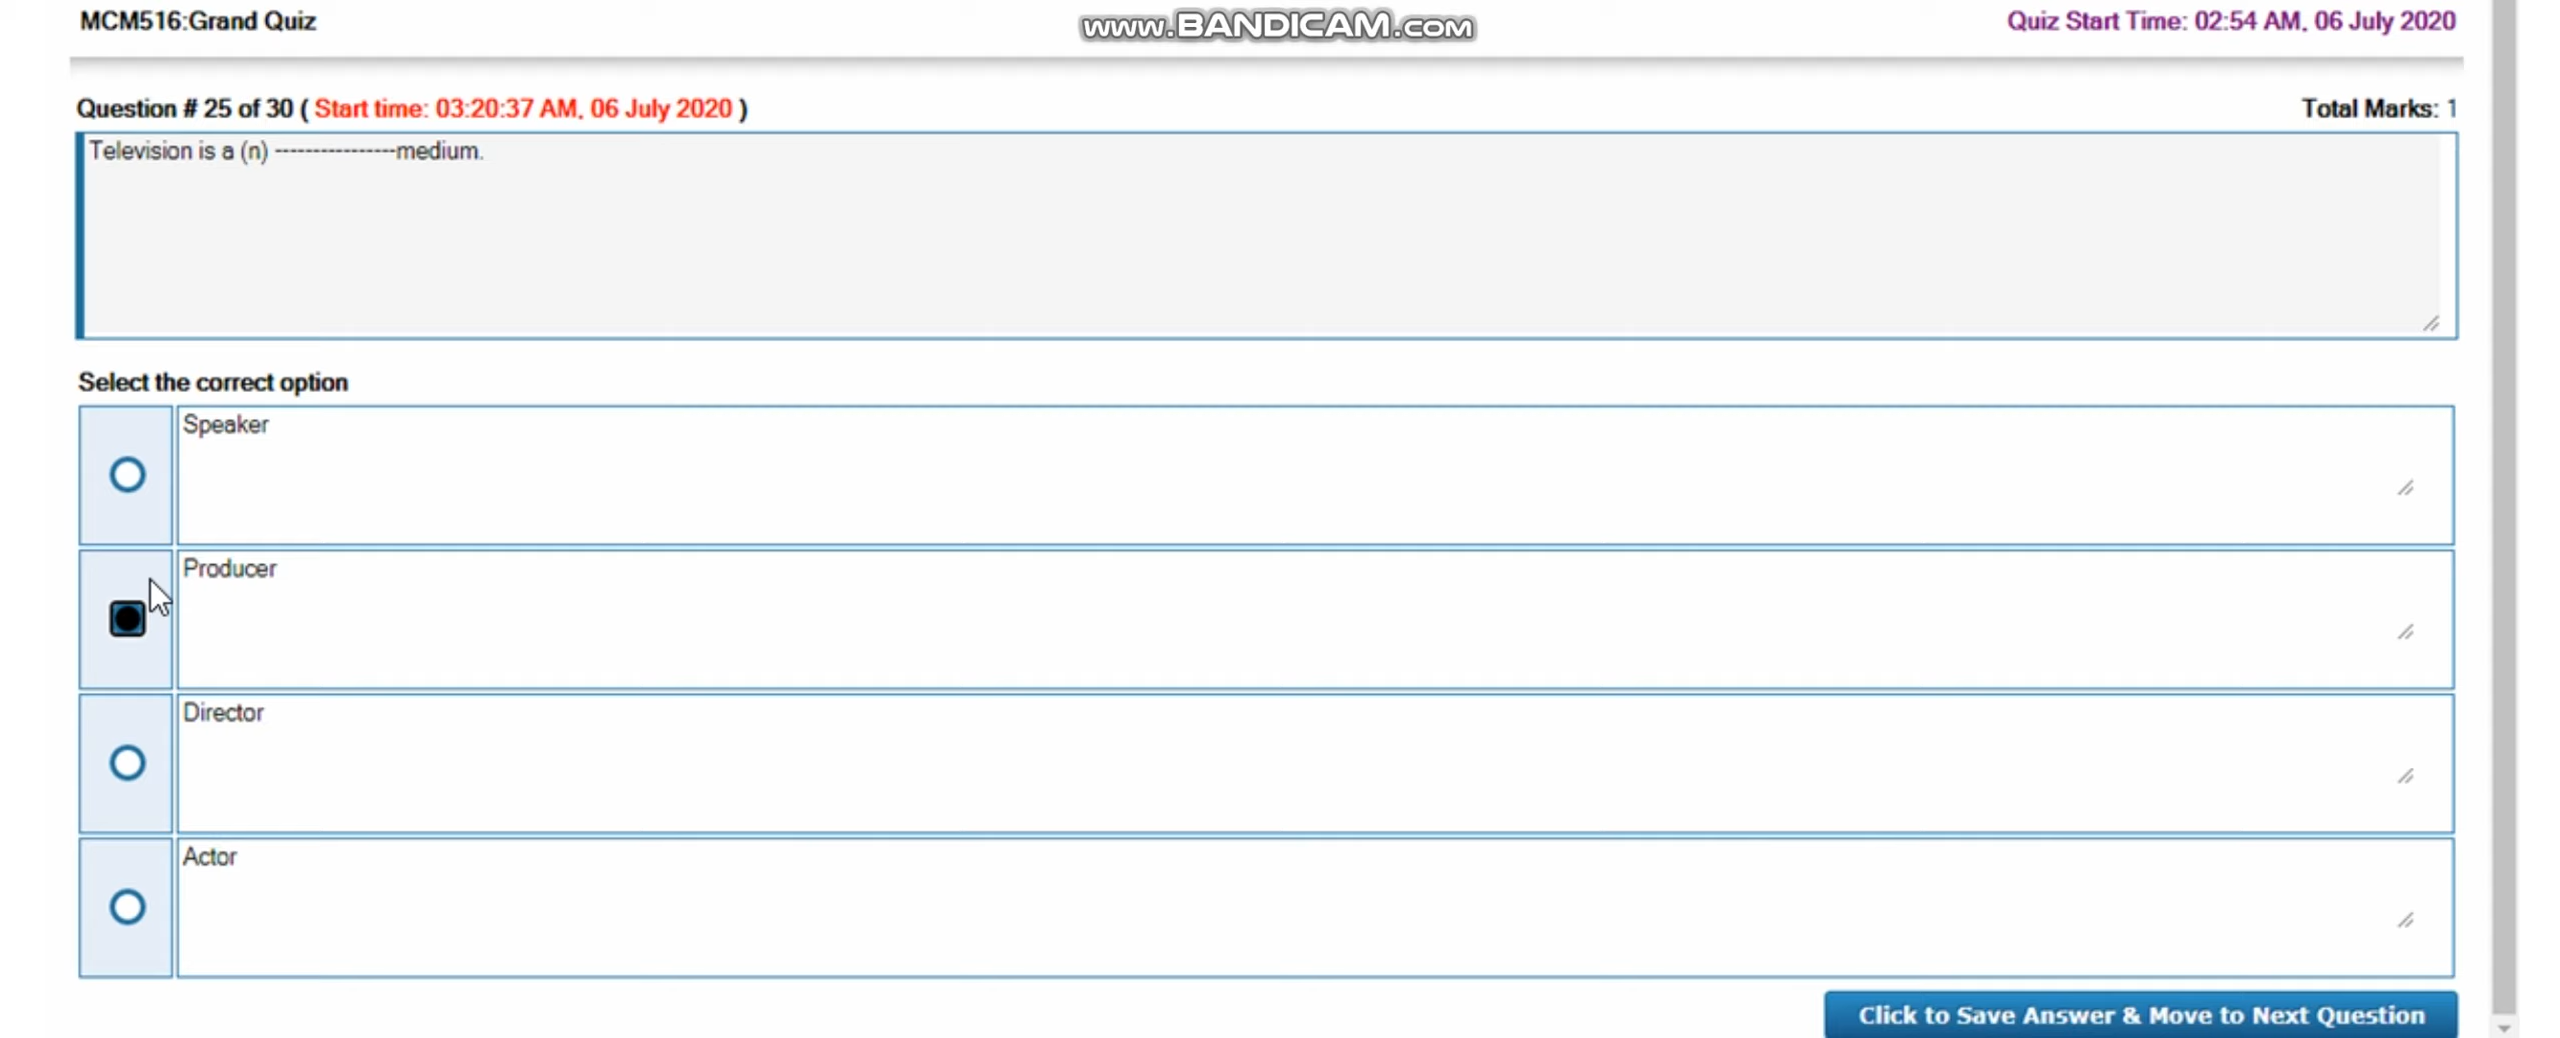 MCM516:Grand Quiz
www.BANDICAM.com
Quiz Start Time: 02:54 AM, 06 July 2020
Question # 25 of 30 ( Start time: 03:20:37 AM, 06 July 2020 )
Total Marks: 1
Television is a (n) ----------------medium.
Select the correct option
Speaker
Producer
Director
Actor
Click to Save Answer & Move to Next Question